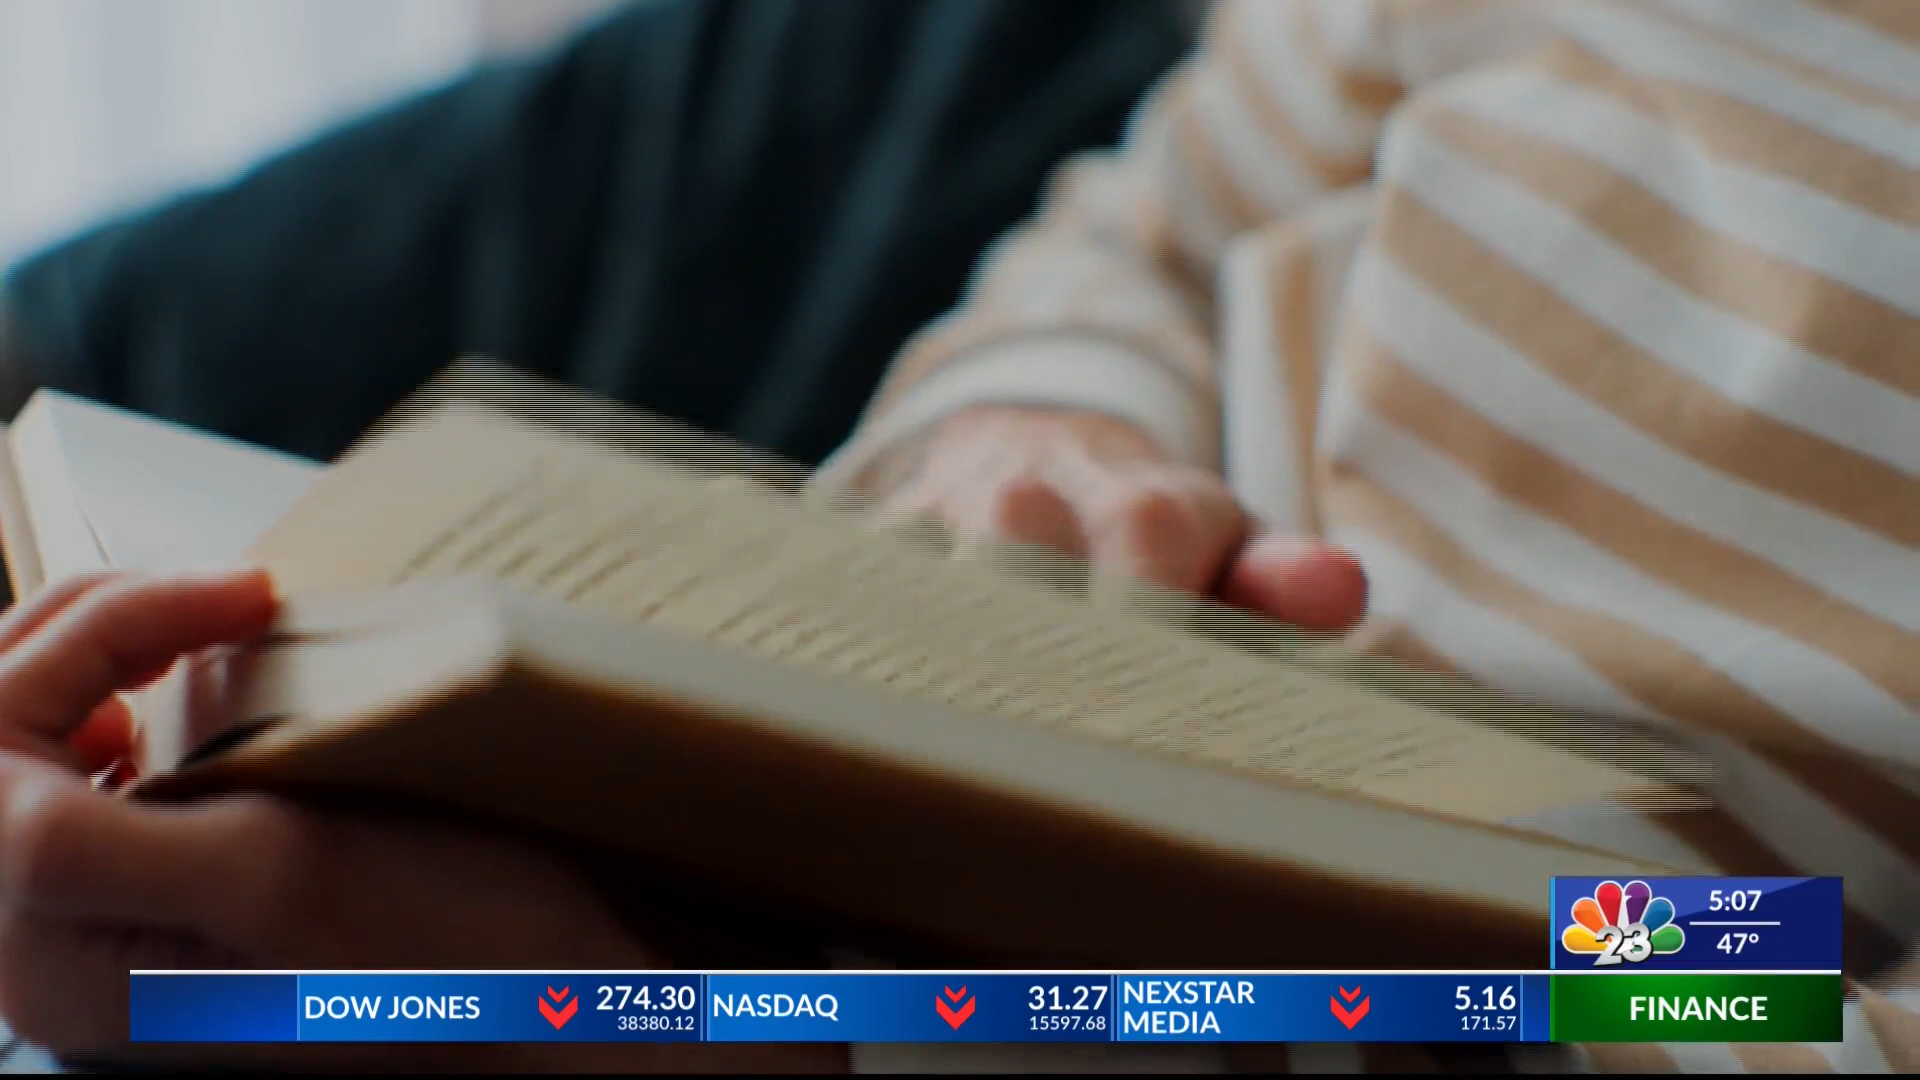 5:07
47°
DOW JONES 274.30
38380.12
NASDAQ 31.27
15597.68
NEXSTAR
MEDIA 5.16
171.57
23
FINANCE